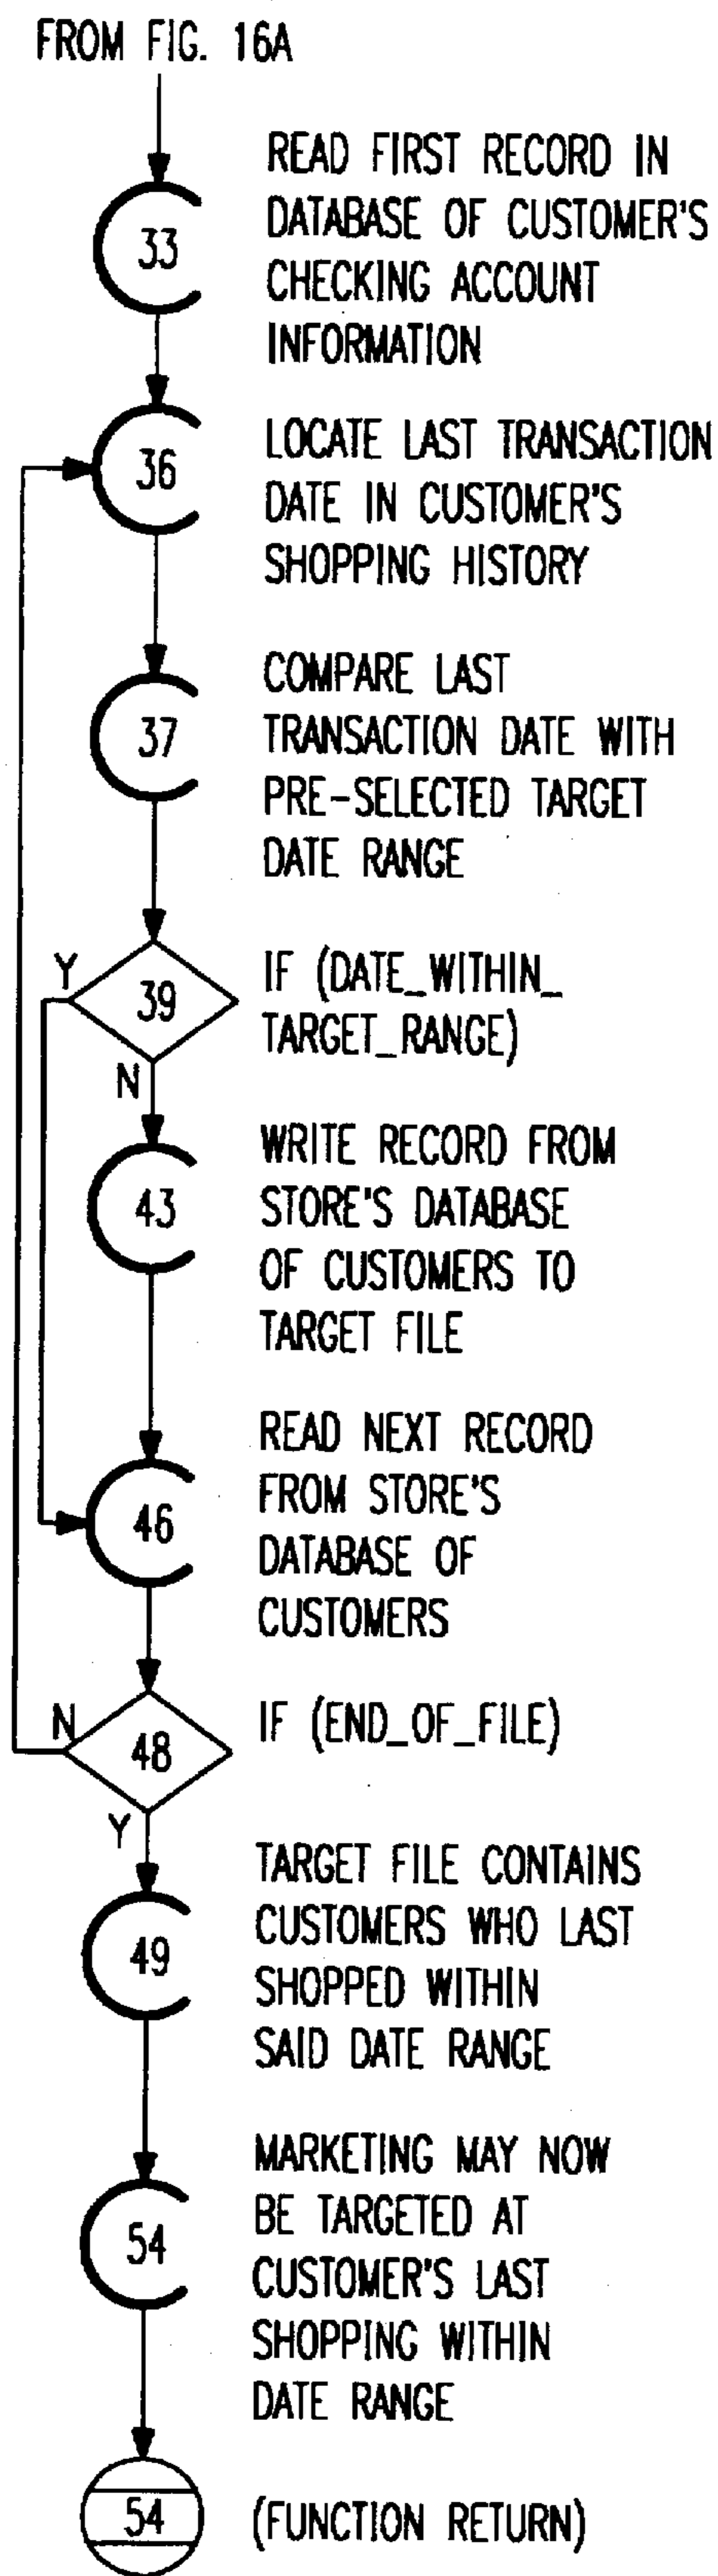 FROM FIG. 16A
33
READ FIRST RECORD IN
DATABASE OF CUSTOMER'S
CHECKING ACCOUNT
INFORMATION
36
LOCATE LAST TRANSACTION
DATE IN CUSTOMER'S
SHOPPING HISTORY
37
COMPARE LAST
TRANSACTION DATE WITH
PRE-SELECTED TARGET
DATE RANGE
Y
39
IF (DATE_WITHIN_
TARGET_RANGE)
N
43
WRITE RECORD FROM
STORE'S DATABASE
OF CUSTOMERS TO
TARGET FILE
46
READ NEXT RECORD
FROM STORE'S
DATABASE OF
CUSTOMERS
N
48
IF (END_OF_FILE)
Y
49
TARGET FILE CONTAINS
CUSTOMERS WHO LAST
SHOPPED WITHIN
SAID DATE RANGE
54
MARKETING MAY NOW
BE TARGETED AT
CUSTOMER'S LAST
SHOPPING WITHIN
DATE RANGE
54
(FUNCTION RETURN)